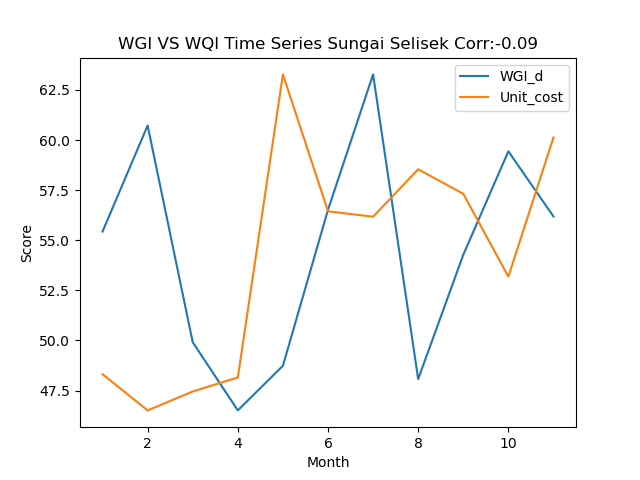 WGI VS WQI Time Series Sungai Selisek Corr:-0.09
WGI_d
Unit_cost
Score
62.5
60.0
57.5
55.0
52.5
50.0
47.5
2
4
6
8
10
Month